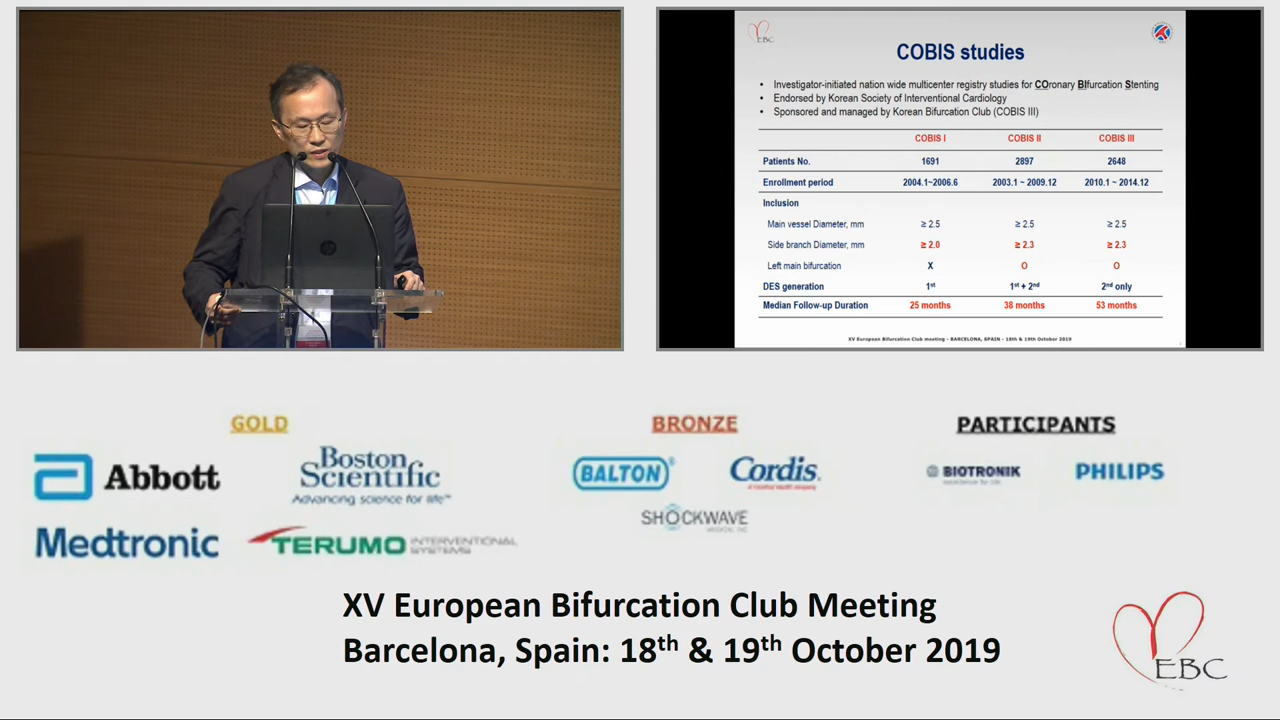 EBC
COBIS studies
• Investigator-initiated nation wide multicenter registry studies for COronary BIfurcation Stenting
• Endorsed by Korean Society of Interventional Cardiology
• Sponsored and managed by Korean Bifurcation Club (COBIS III)
COBIS I COBIS II COBIS III
Patients No. 1691 2897 2648
Enrollment period 2004.1~2006.6 2003.1 ~ 2009.12 2010.1 ~ 2014.12
Inclusion
Main vessel Diameter, mm ≥ 2.5 ≥ 2.5 ≥ 2.5
Side branch Diameter, mm ≥ 2.0 ≥ 2.3 ≥ 2.3
Left main bifurcation X O O
DES generation 1st 1st + 2nd 2nd only
Median Follow-up Duration 25 months 38 months 53 months
XV European Bifurcation Club meeting - BARCELONA, SPAIN - 18th & 19th October 2019
hp
GOLD
Abbott
Boston Scientific
Advancing science for life™
Medtronic
TERUMO INTERVENTIONAL SYSTEMS
BRONZE
BALTON®
Cordis.
SHOCKWAVE
PARTICIPANTS
BIOTRONIK
PHILIPS
XV European Bifurcation Club Meeting
Barcelona, Spain: 18th & 19th October 2019
EBC